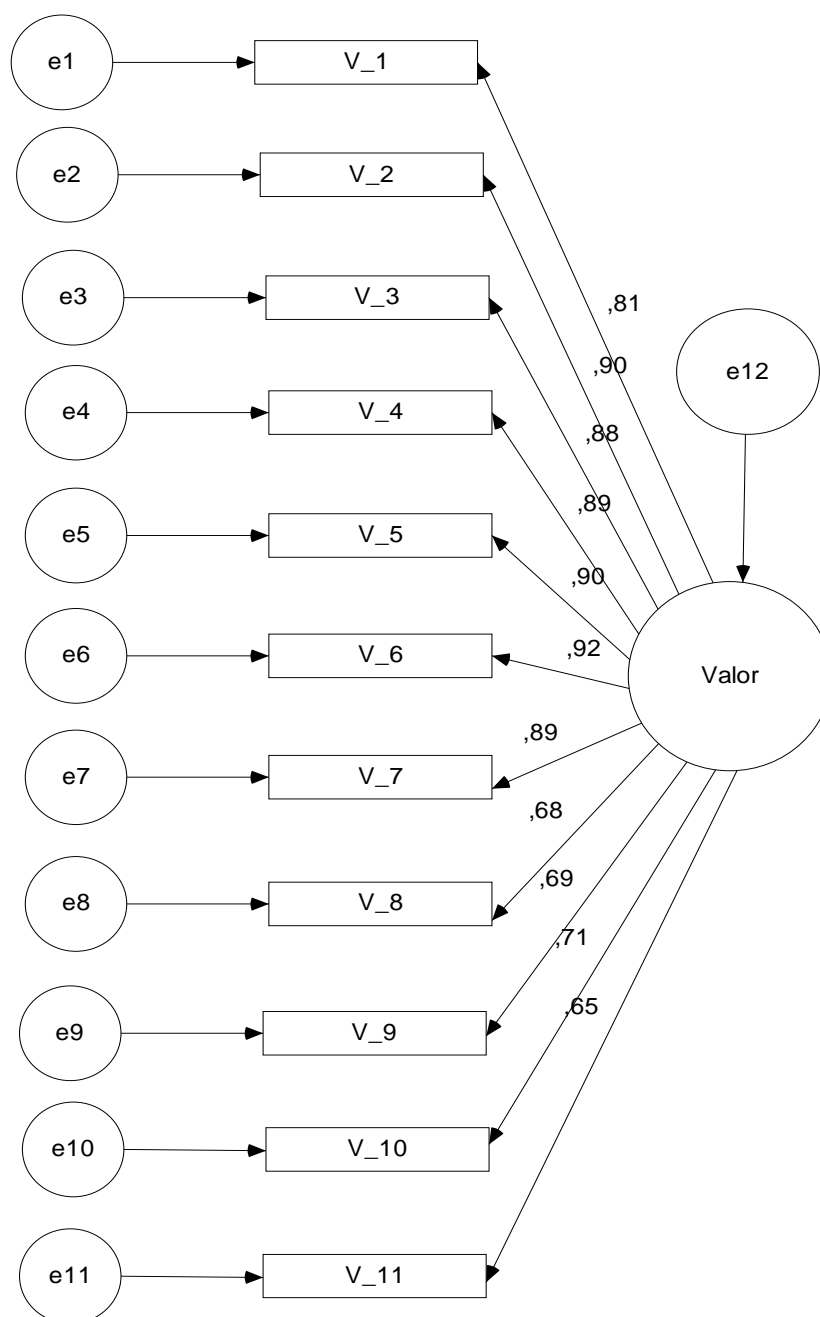 e1 V_1
e2 V_2
e3 V_3
,81
,90
e12
e4 V_4
,88
,89
e5 V_5
,90
e6 V_6
,92
Valor
,89
e7 V_7
,68
,69
e8 V_8
,71
,65
e9 V_9
e10 V_10
e11 V_11